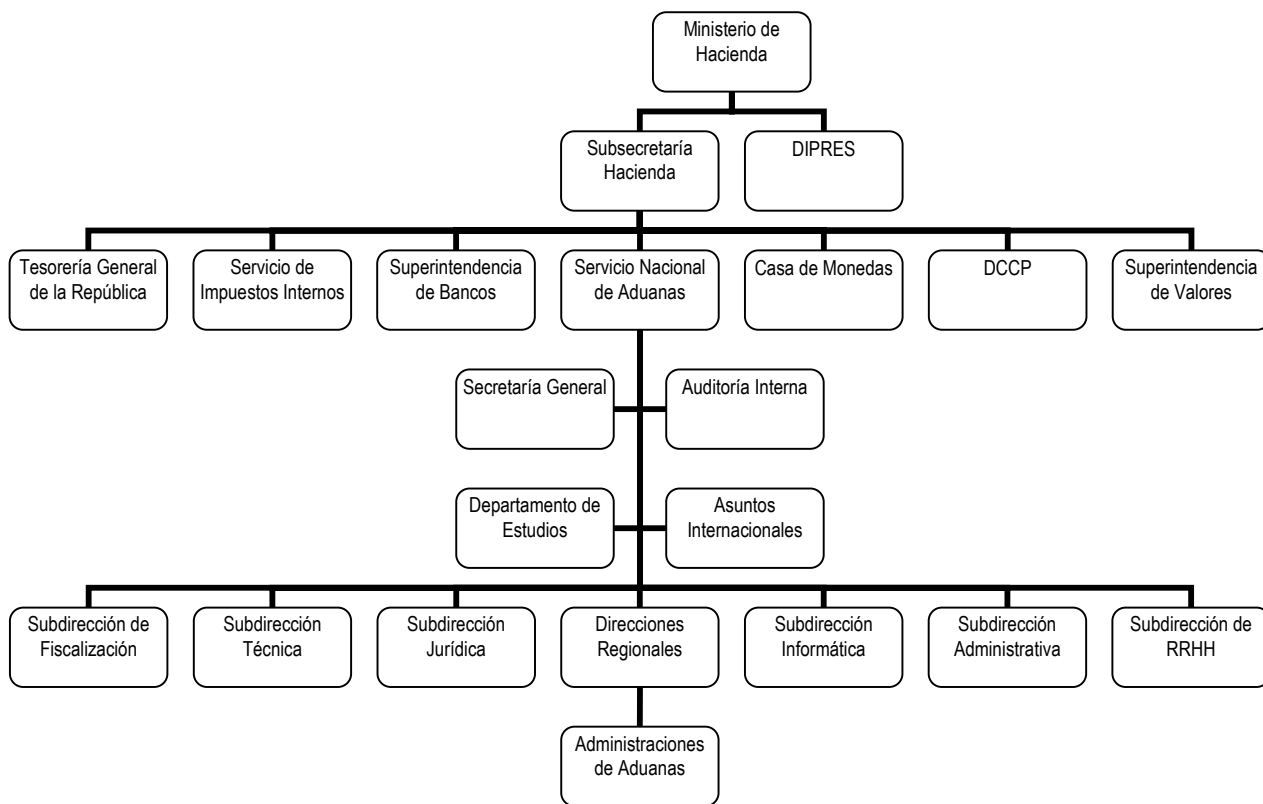 Ministerio de
Hacienda
Subsecretaría
Hacienda
DIPRES
Tesorería General
de la República
Servicio de
Impuestos Internos
Superintendencia
de Bancos
Servicio Nacional
de Aduanas
Casa de Monedas
DCCP
Superintendencia
de Valores
Secretaría General
Auditoría Interna
Departamento de
Estudios
Asuntos
Internacionales
Subdirección de
Fiscalización
Subdirección
Técnica
Subdirección
Jurídica
Direcciones
Regionales
Subdirección
Informática
Subdirección
Administrativa
Subdirección de
RRHH
Administraciones
de Aduanas